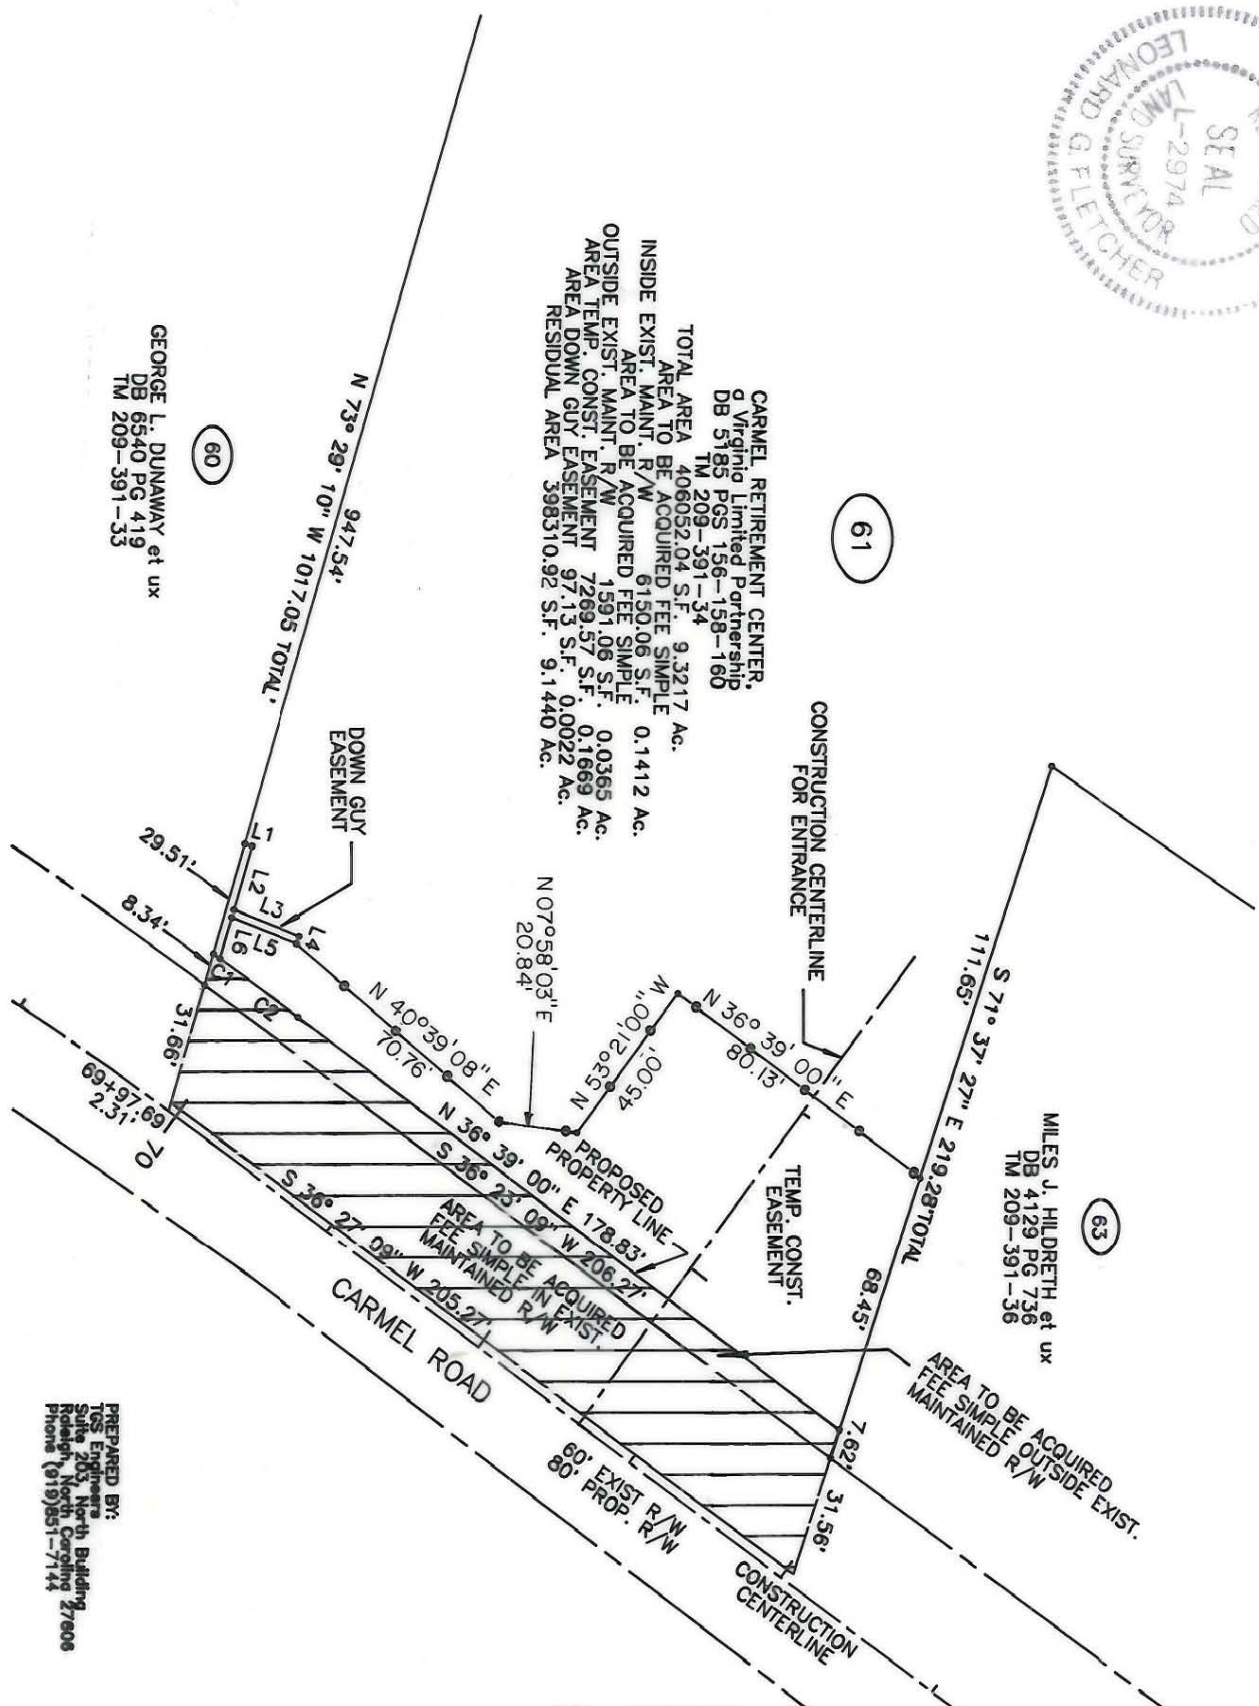 LEONARD G. FLETCHER
LAND SURVEYOR
SEAL
L-2974
61
CARMEL RETIREMENT CENTER,
a Virginia Limited Partnership
DB 5185 PGS 156-158-160
TM 209-391-34
TOTAL AREA 406052.04 S.F. 9.3217 Ac.
AREA TO BE ACQUIRED FEE SIMPLE
INSIDE EXIST. MAINT. R/W 6150.06 S.F. 0.1412 Ac.
AREA TO BE ACQUIRED FEE SIMPLE
OUTSIDE EXIST. MAINT. R/W 1591.06 S.F. 0.0365 Ac.
AREA TEMP. CONST. EASEMENT 7269.57 S.F. 0.1669 Ac.
AREA DOWN GUY EASEMENT 97.13 S.F. 0.0022 Ac.
RESIDUAL AREA 398310.92 S.F. 9.1440 Ac.
63
MILES J. HILDRETH et ux
DB 4129 PG 736
TM 209-391-36
S 71° 37' 27" E 219.28' TOTAL
111.65'
68.45'
7.62'
31.56'
CONSTRUCTION CENTERLINE
FOR ENTRANCE
N 36° 39' 00" E
80.13'
N 53°21'00" W
45.00'
N 07°58'03" E
20.84'
N 40°39'08" E
70.76'
TEMP. CONST.
EASEMENT
PROPOSED
PROPERTY LINE
AREA TO BE ACQUIRED
FEE SIMPLE OUTSIDE EXIST.
MAINTAINED R/W
N 36° 39' 00" E 178.83'
S 36° 23' 09" W 206.27'
AREA TO BE ACQUIRED
FEE SIMPLE IN EXIST.
MAINTAINED R/W
S 36° 27' 09" W 205.27'
CARMEL ROAD
60' EXIST R/W
80' PROP. R/W
CONSTRUCTION
CENTERLINE
947.54'
N 73° 29' 10" W 1017.05 TOTAL'
DOWN GUY
EASEMENT
L1
L2
L3
L4
L5
L6
C1
C2
29.51'
8.34'
31.66'
69+97.69
2.31'
70
60
GEORGE L. DUNAWAY et ux
DB 6540 PG 419
TM 209-391-33
PREPARED BY:
TGS Engineers
Suite 203, North Building
Raleigh, North Carolina 27606
Phone (919)851-7144